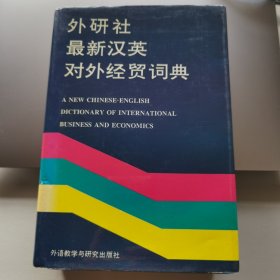 外研社
最新汉英
对外经贸词典
A NEW CHINESE-ENGLISH
DICTIONARY OF INTERNATIONAL
BUSINESS AND ECONOMICS
外语教学与研究出版社